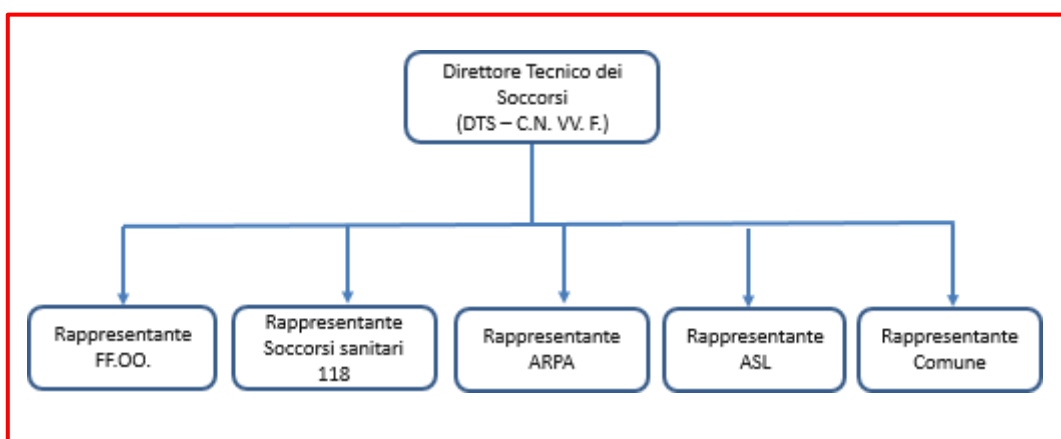 Direttore Tecnico dei
Soccorsi
(DTS – C.N. VV. F.)
Rappresentante
FF.OO.
Rappresentante
Soccorsi sanitari
118
Rappresentante
ARPA
Rappresentante
ASL
Rappresentante
Comune